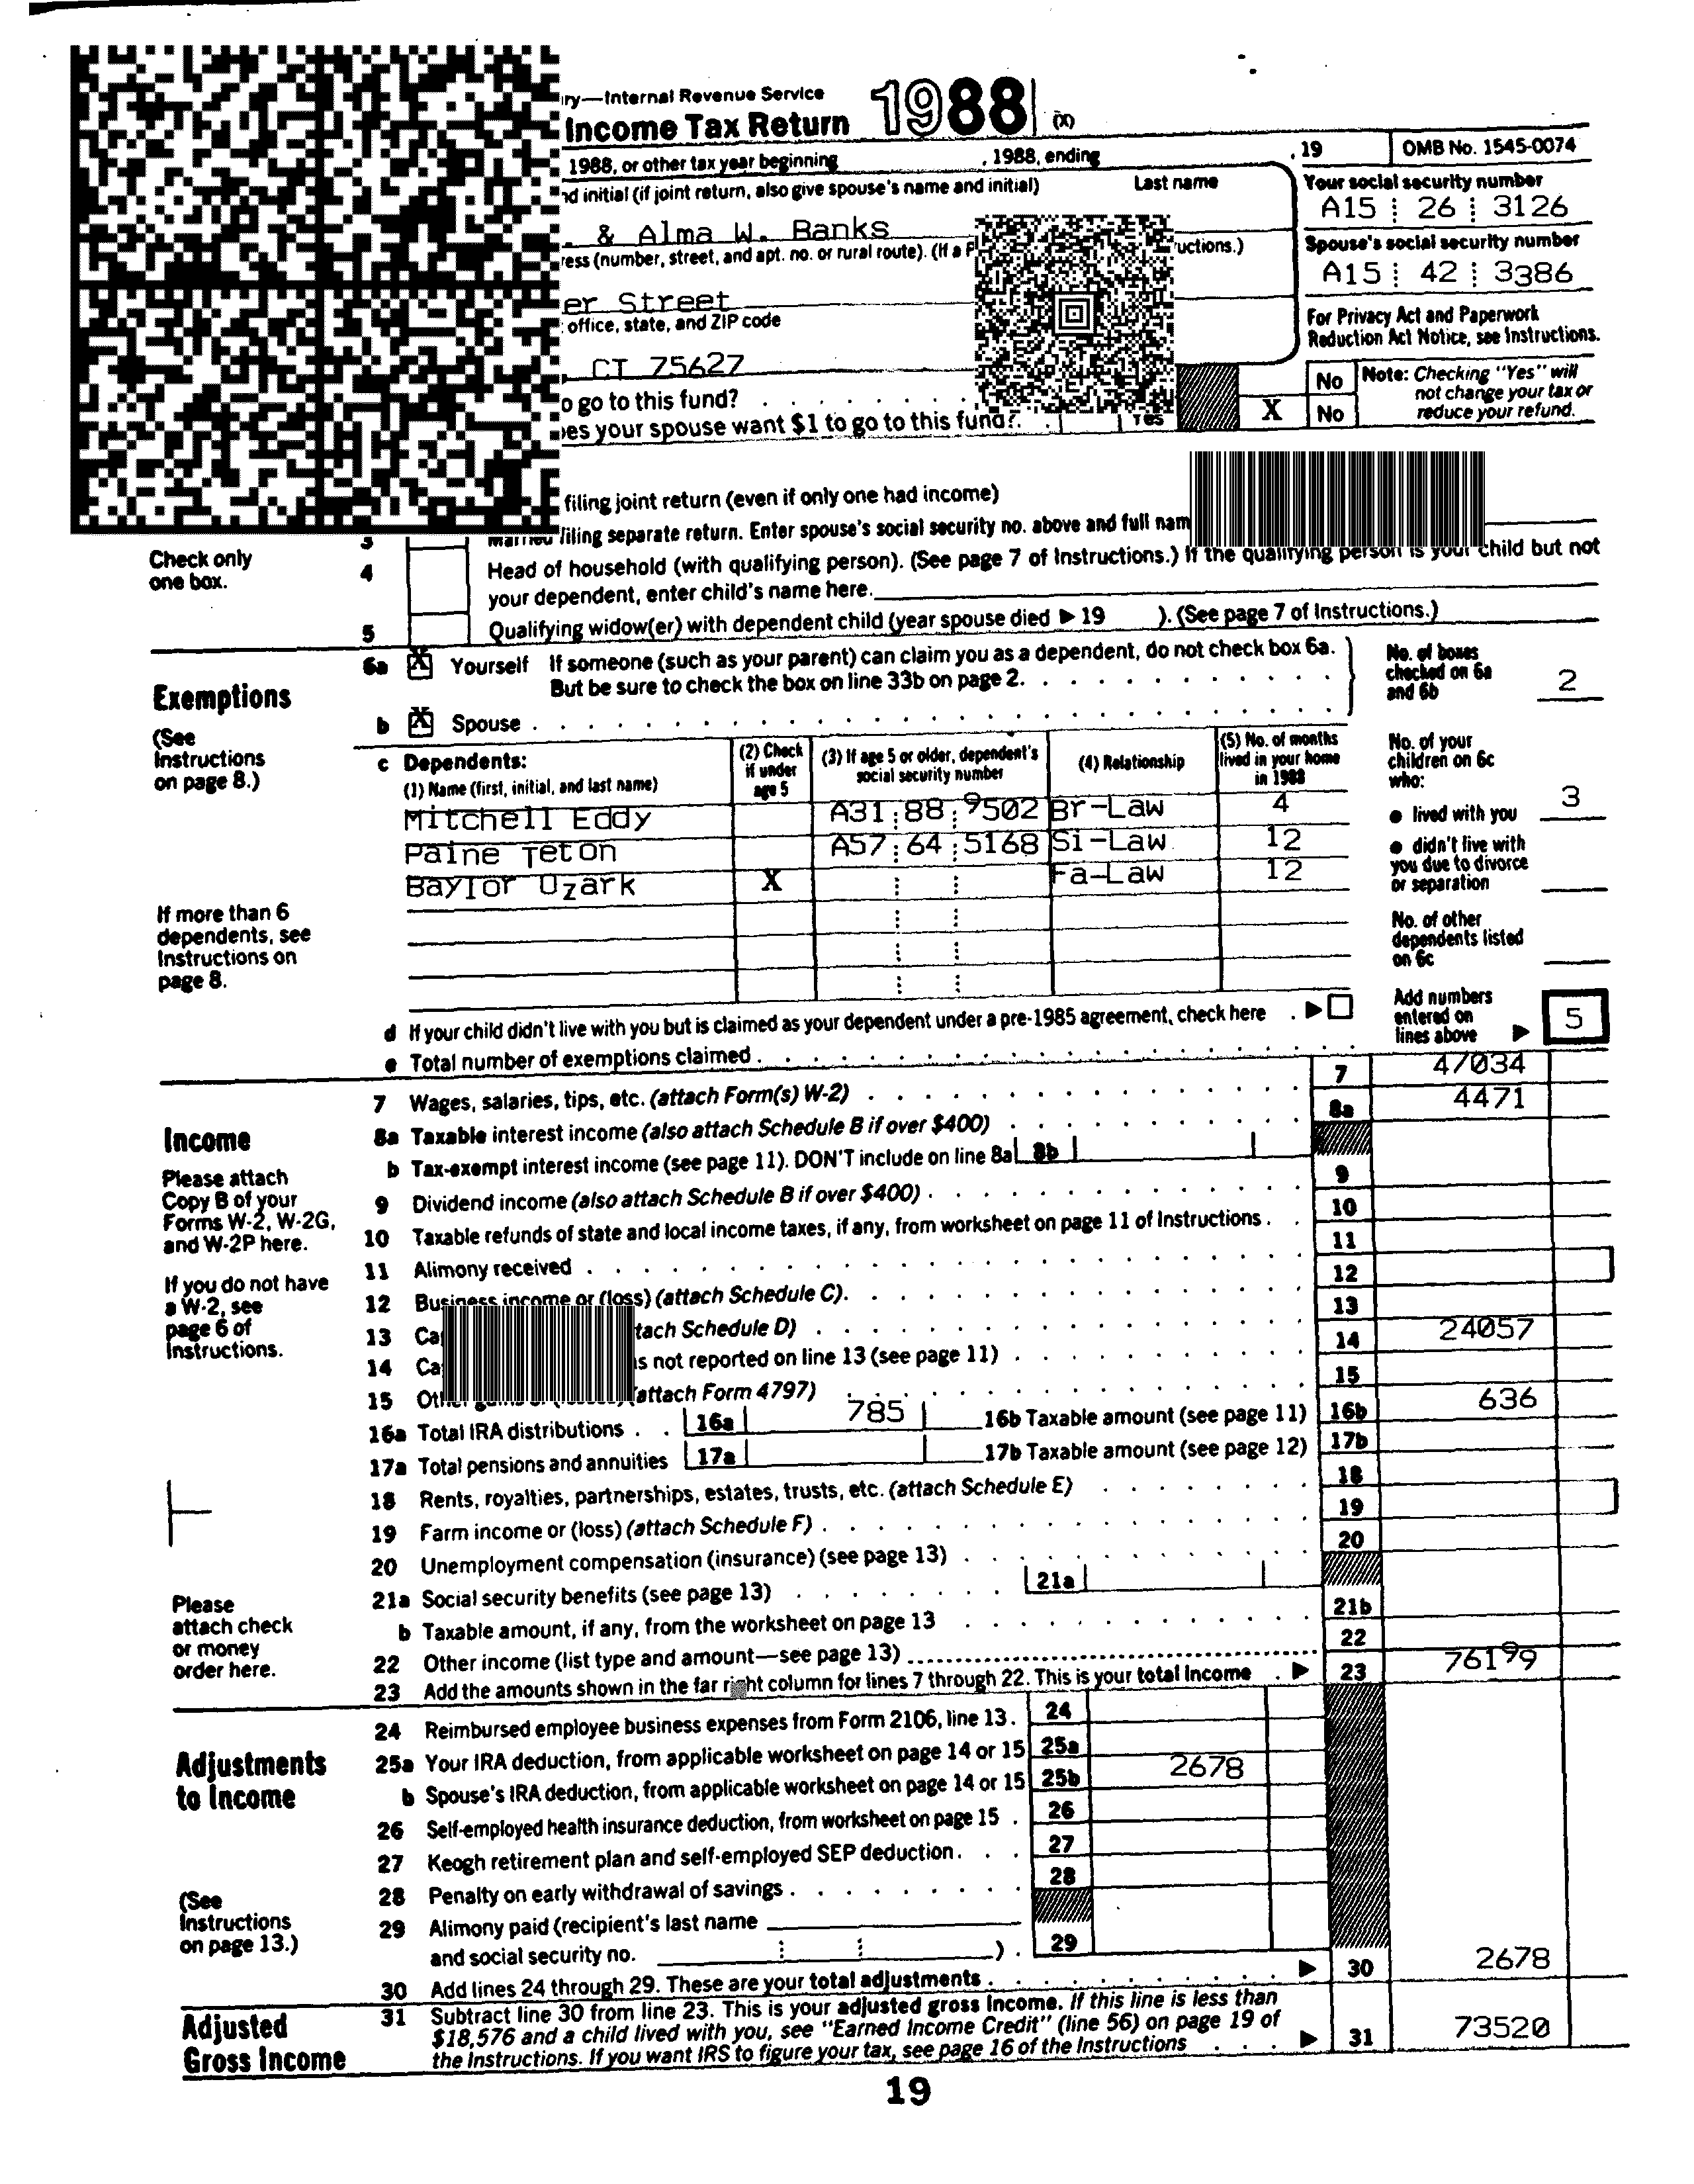 ry—Internal Revenue Service
Income Tax Return 1988 (X)
1988, or other tax year beginning , 1988, ending , 19 OMB No. 1545-0074
nd initial (if joint return, also give spouse's name and initial) Last name Your social security number
& Alma W. Banks A15 26 3126
ress (number, street, and apt. no. or rural route). (If a P uctions.) Spouse's social security number
er Street A15 42 3386
office, state, and ZIP code For Privacy Act and Paperwork
Reduction Act Notice, see Instructions.
CT 75627
o go to this fund? No Note: Checking "Yes" will
not change your tax or
reduce your refund.
es your spouse want $1 to go to this fund? Yes X No
filing joint return (even if only one had income)
3 Married filing separate return. Enter spouse's social security no. above and full nam
Check only
one box.
4 Head of household (with qualifying person). (See page 7 of Instructions.) If the qualifying person is your child but not
your dependent, enter child's name here.
5 Qualifying widow(er) with dependent child (year spouse died ▶ 19 ). (See page 7 of Instructions.)
Exemptions
(See
Instructions
on page 8.)
6a X Yourself If someone (such as your parent) can claim you as a dependent, do not check box 6a.
But be sure to check the box on line 33b on page 2.
b X Spouse
No. of boxes
checked on 6a
and 6b 2
c Dependents:
(1) Name (first, initial, and last name)
(2) Check
if under
age 5
(3) If age 5 or older, dependent's
social security number
(4) Relationship
(5) No. of months
lived in your home
in 1988
Mitchell Eddy A31 88 9502 Br-Law 4
Paine Teton A57 64 5168 Si-Law 12
Baylor Ozark X Fa-Law 12
No. of your
children on 6c
who:
● lived with you 3
● didn't live with
you due to divorce
or separation
No. of other
dependents listed
on 6c
If more than 6
dependents, see
Instructions on
page 8.
d If your child didn't live with you but is claimed as your dependent under a pre-1985 agreement, check here ▶
e Total number of exemptions claimed
Add numbers
entered on
lines above ▶ 5
Income
Please attach
Copy B of your
Forms W-2, W-2G,
and W-2P here.
If you do not have
a W-2, see
page 6 of
Instructions.
7 Wages, salaries, tips, etc. (attach Form(s) W-2) 7 47034
8a Taxable interest income (also attach Schedule B if over $400) 8a 4471
b Tax-exempt interest income (see page 11). DON'T include on line 8a 8b
9 Dividend income (also attach Schedule B if over $400) 9
10 Taxable refunds of state and local income taxes, if any, from worksheet on page 11 of Instructions 10
11 Alimony received 11
12 Business income or (loss) (attach Schedule C) 12
13 Ca tach Schedule D) 13
14 Ca s not reported on line 13 (see page 11) 14 24057
15 Other gains or (losses) (attach Form 4797) 15
16a Total IRA distributions 16a 785 16b Taxable amount (see page 11) 16b 636
17a Total pensions and annuities 17a 17b Taxable amount (see page 12) 17b
18 Rents, royalties, partnerships, estates, trusts, etc. (attach Schedule E) 18
19 Farm income or (loss) (attach Schedule F) 19
20 Unemployment compensation (insurance) (see page 13) 20
21a Social security benefits (see page 13) 21a
b Taxable amount, if any, from the worksheet on page 13 21b
22 Other income (list type and amount—see page 13) 22
23 Add the amounts shown in the far right column for lines 7 through 22. This is your total income ▶ 23 76199
Please
attach check
or money
order here.
Adjustments
to Income
(See
Instructions
on page 13.)
24 Reimbursed employee business expenses from Form 2106, line 13 24
25a Your IRA deduction, from applicable worksheet on page 14 or 15 25a
b Spouse's IRA deduction, from applicable worksheet on page 14 or 15 25b 2678
26 Self-employed health insurance deduction, from worksheet on page 15 26
27 Keogh retirement plan and self-employed SEP deduction 27
28 Penalty on early withdrawal of savings 28
29 Alimony paid (recipient's last name
and social security no. ) 29
30 Add lines 24 through 29. These are your total adjustments ▶ 30 2678
Adjusted
Gross Income
31 Subtract line 30 from line 23. This is your adjusted gross income. If this line is less than
$18,576 and a child lived with you, see "Earned Income Credit" (line 56) on page 19 of
the Instructions. If you want IRS to figure your tax, see page 16 of the Instructions ▶ 31 73520
19